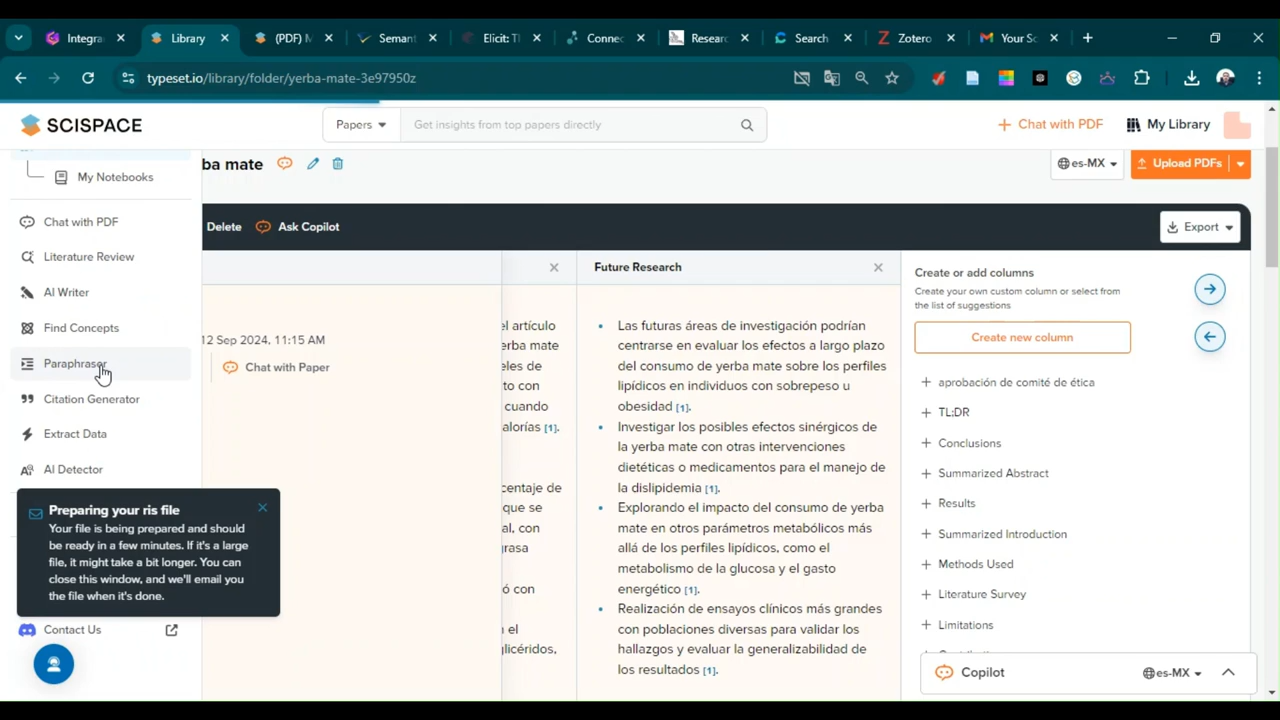 Integra
Library
(PDF) M
Semant
Elicit: Tl
Connec
Researc
Search
Zotero
Your Sc
typeset.io/library/folder/yerba-mate-3e97950z
SCISPACE
Papers
Get insights from top papers directly
Chat with PDF
My Library
ba mate
es-MX
Upload PDFs
My Notebooks
Chat with PDF
Literature Review
AI Writer
Find Concepts
Paraphraser
Citation Generator
Extract Data
AI Detector
Preparing your ris file
Your file is being prepared and should
be ready in a few minutes. If it's a large
file, it might take a bit longer. You can
close this window, and we'll email you
the file when it's done.
Contact Us
Delete
Ask Copilot
Export
12 Sep 2024, 11:15 AM
Chat with Paper
el artículo
erba mate
eles de
to con
cuando
alorías [1].
centaje de
que se
al, con
rasa
ó con
n el
glicéridos,
Future Research
• Las futuras áreas de investigación podrían
centrarse en evaluar los efectos a largo plazo
del consumo de yerba mate sobre los perfiles
lipídicos en individuos con sobrepeso u
obesidad [1].
• Investigar los posibles efectos sinérgicos de
la yerba mate con otras intervenciones
dietéticas o medicamentos para el manejo de
la dislipidemia [1].
• Explorando el impacto del consumo de yerba
mate en otros parámetros metabólicos más
allá de los perfiles lipídicos, como el
metabolismo de la glucosa y el gasto
energético [1].
• Realización de ensayos clínicos más grandes
con poblaciones diversas para validar los
hallazgos y evaluar la generalizabilidad de
los resultados [1].
Create or add columns
Create your own custom column or select from
the list of suggestions
Create new column
aprobación de comité de ética
TL;DR
Conclusions
Summarized Abstract
Results
Summarized Introduction
Methods Used
Literature Survey
Limitations
Copilot
es-MX